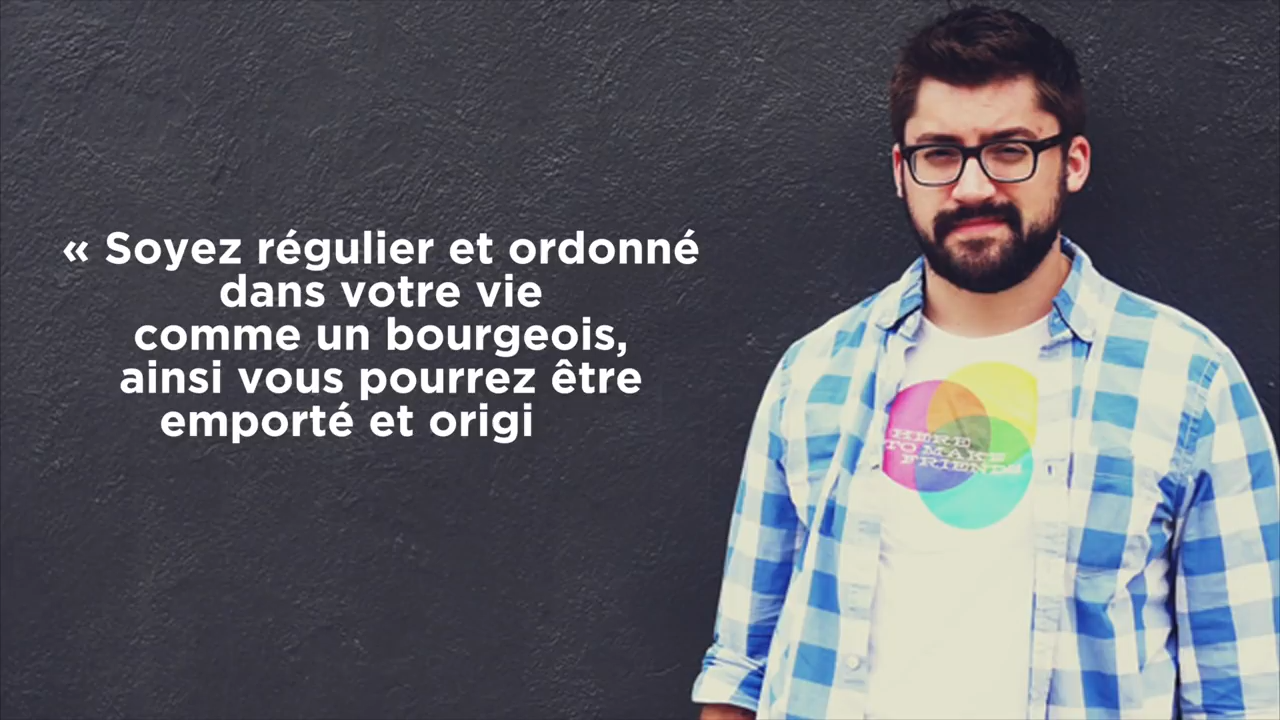 « Soyez régulier et ordonné
dans votre vie
comme un bourgeois,
ainsi vous pourrez être
emporté et origi
HERE
TO MAKE
FRIENDS